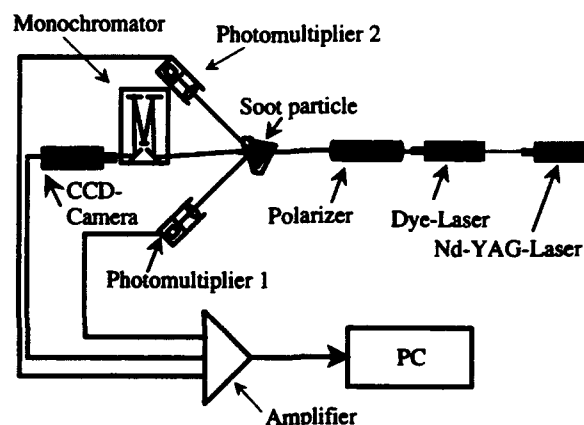 Monochromator
Photomultiplier 2
Soot particle
CCD-
Camera
Polarizer
Dye-Laser
Nd-YAG-Laser
Photomultiplier 1
PC
Amplifier